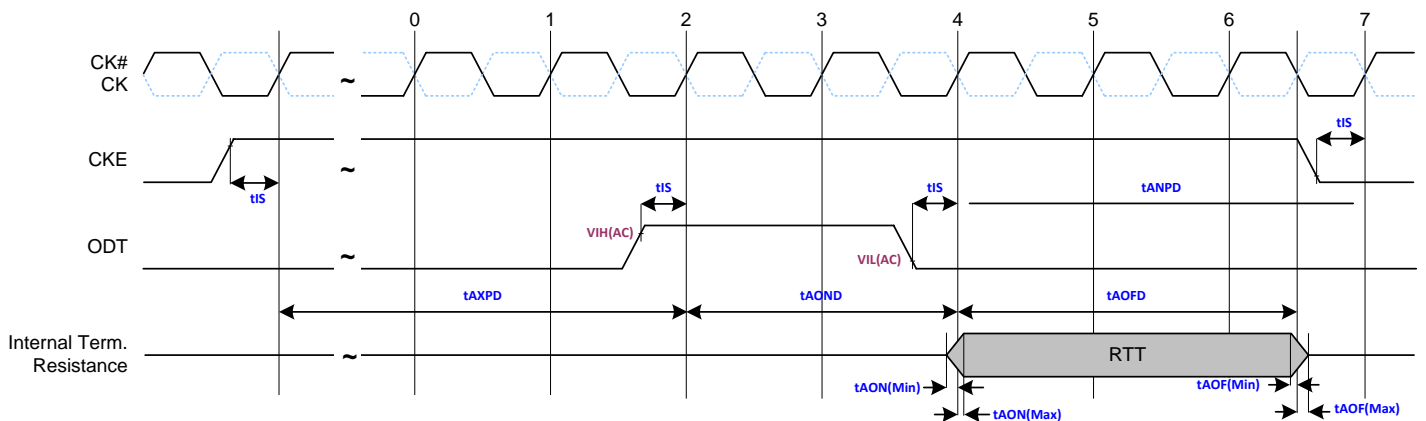 0 1 2 3 4 5 6 7
CK#
CK
~
tIS
CKE
~
tIS
tIS
tIS
tANPD
VIH(AC)
ODT
VIL(AC)
~
tAXPD
tAOND
tAOFD
Internal Term.
Resistance
~
RTT
tAON(Min)
tAOF(Min)
tAON(Max)
tAOF(Max)